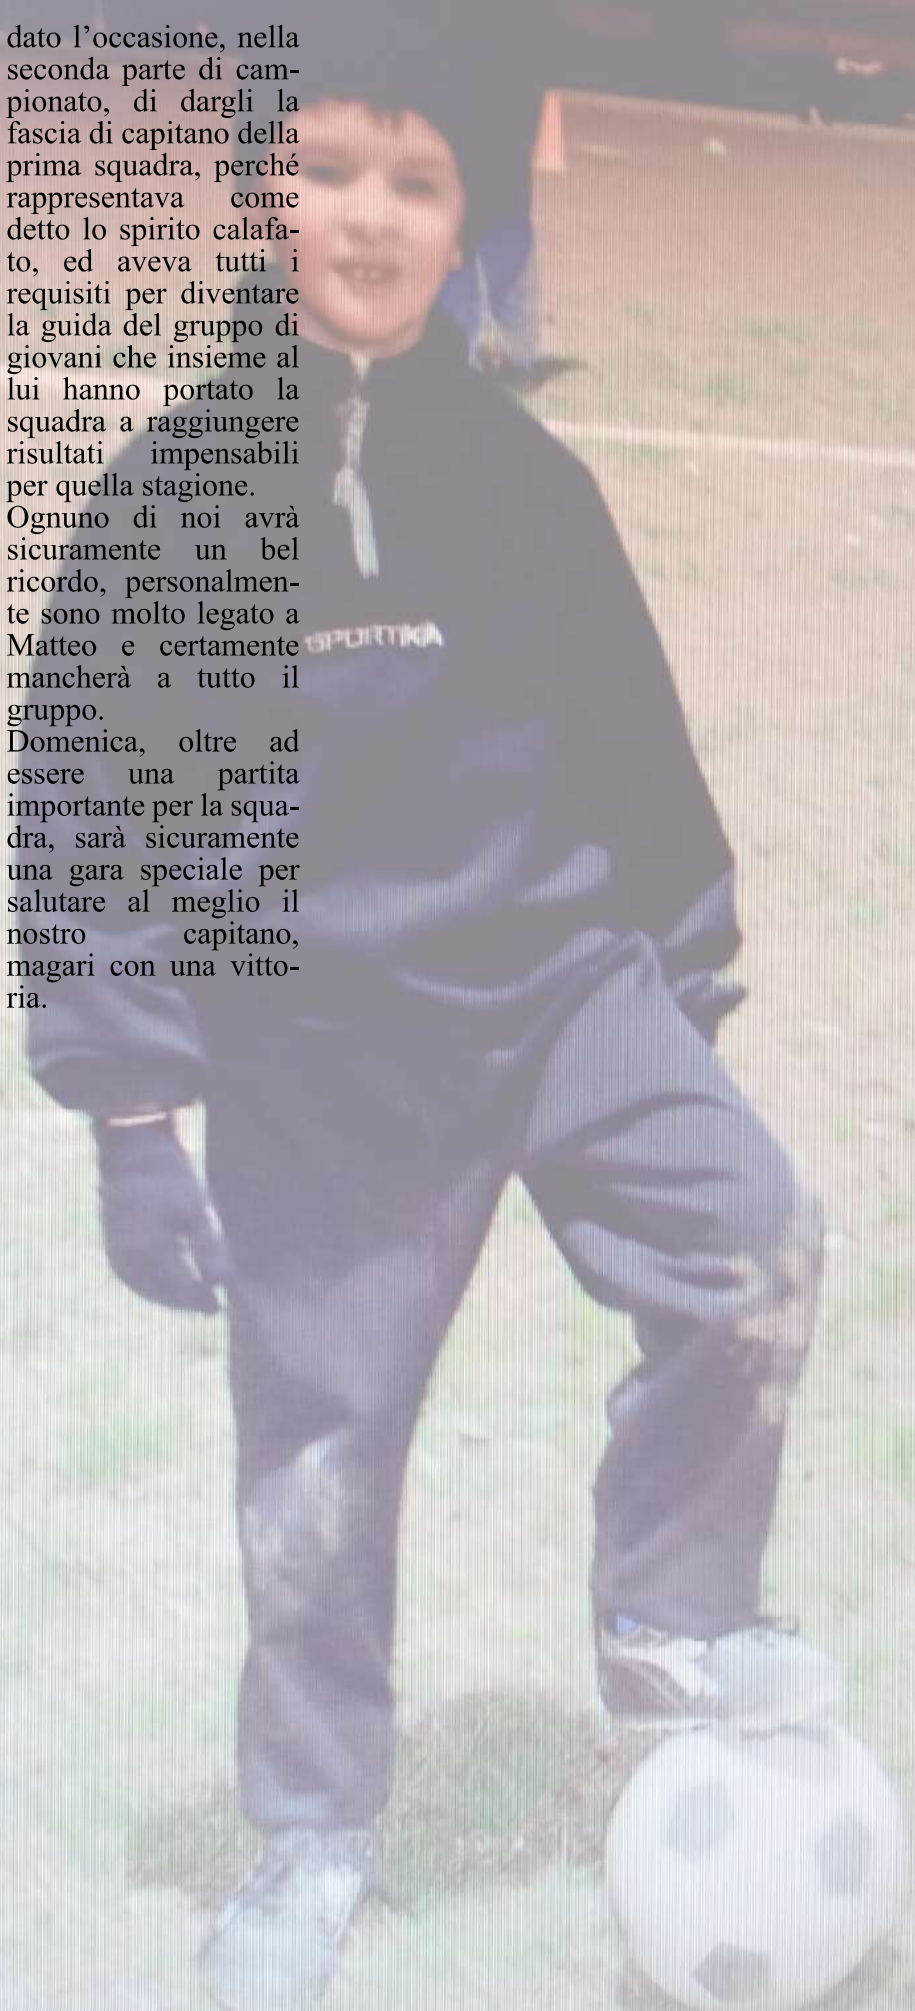 dato l’occasione, nella
seconda parte di cam-
pionato, di dargli la
fascia di capitano della
prima squadra, perché
rappresentava come
detto lo spirito calafa-
to, ed aveva tutti i
requisiti per diventare
la guida del gruppo di
giovani che insieme al
lui hanno portato la
squadra a raggiungere
risultati impensabili
per quella stagione.
Ognuno di noi avrà
sicuramente un bel
ricordo, personalmen-
te sono molto legato a
Matteo e certamente
mancherà a tutto il
gruppo.
Domenica, oltre ad
essere una partita
importante per la squa-
dra, sarà sicuramente
una gara speciale per
salutare al meglio il
nostro capitano,
magari con una vitto-
ria.
SPORTIKA